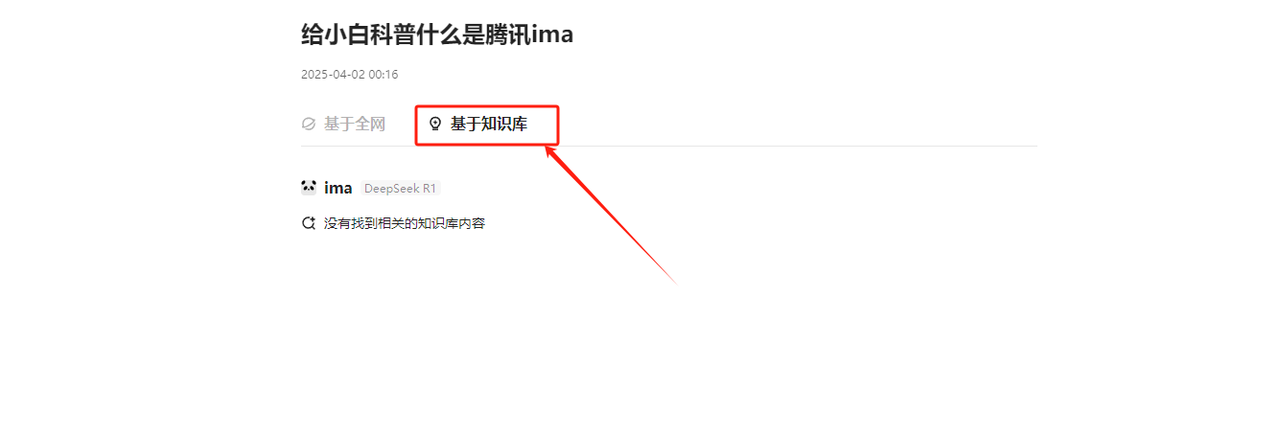 给小白科普什么是腾讯ima
2025-04-02 00:16
基于全网 基于知识库
ima DeepSeek R1
没有找到相关的知识库内容